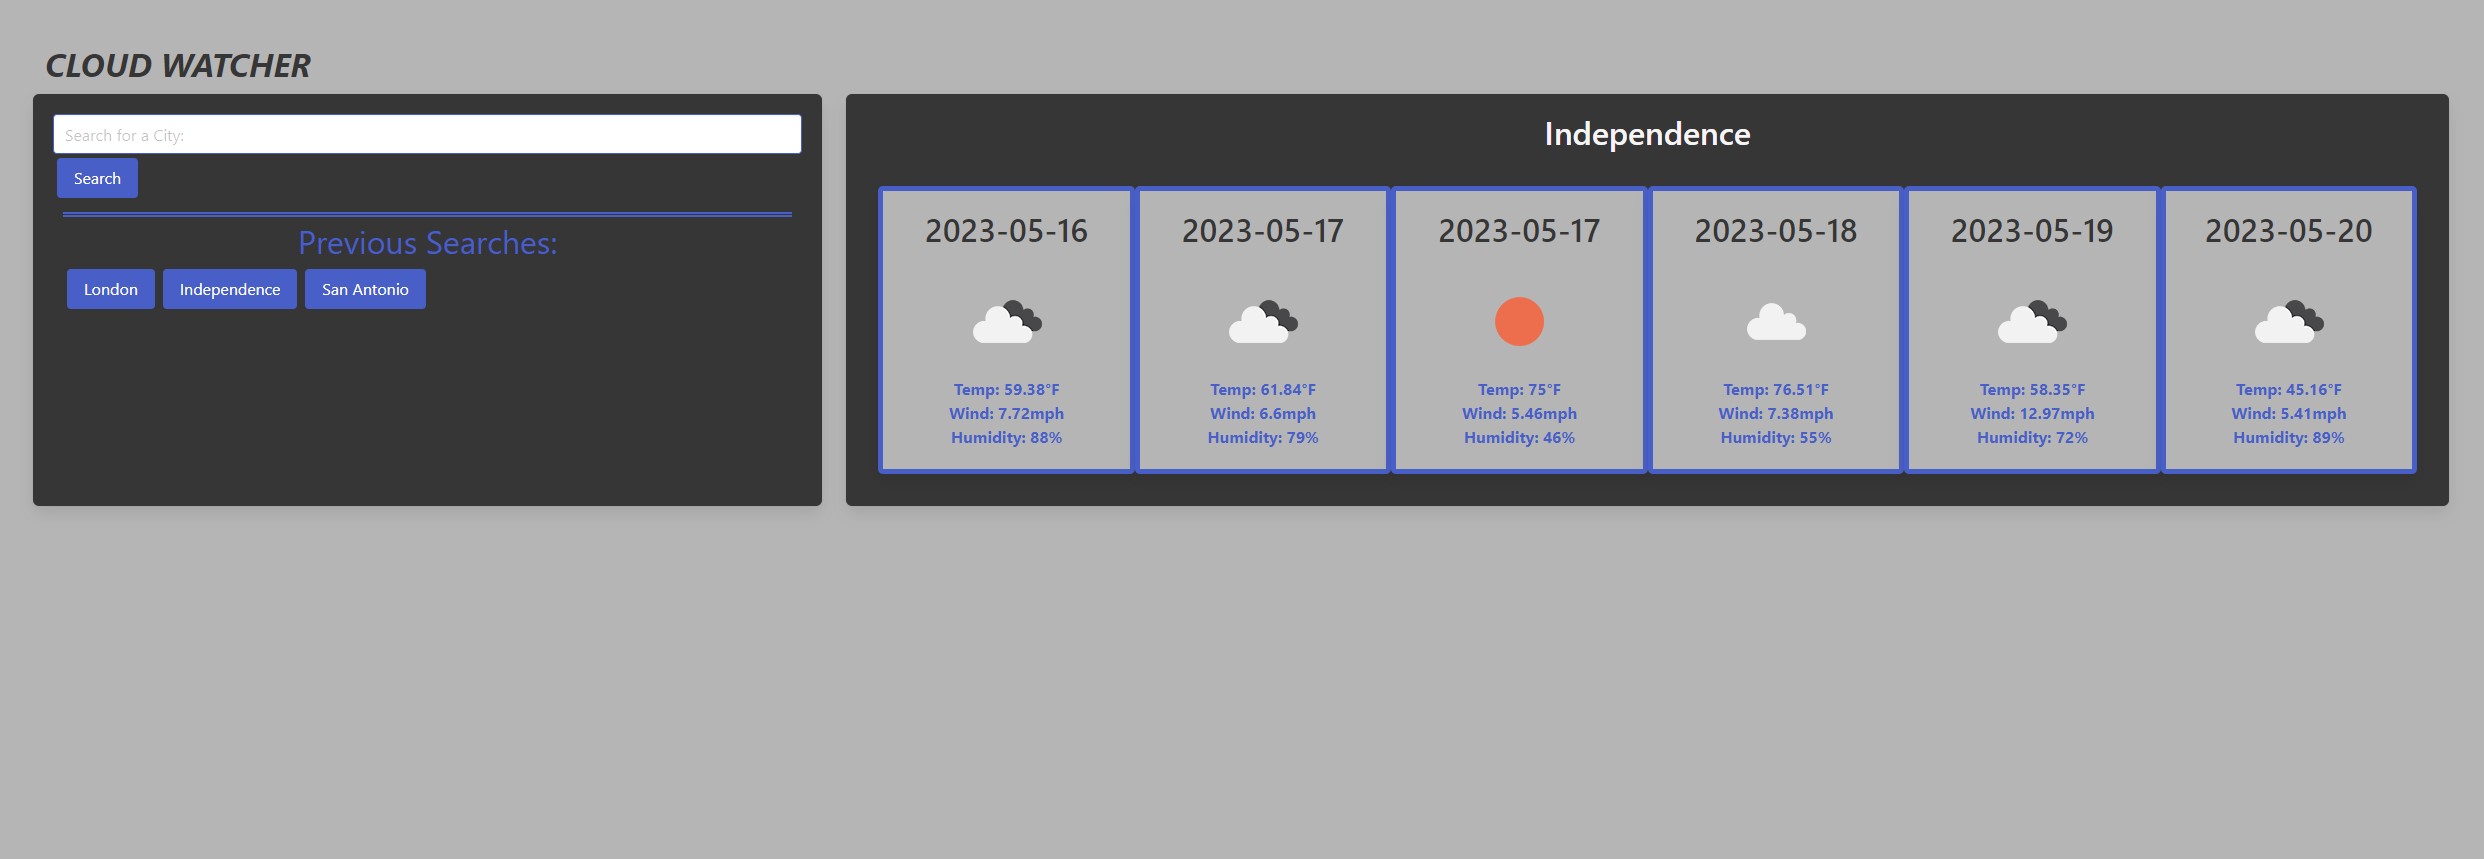 CLOUD WATCHER
Search for a City:
Search
Previous Searches:
London Independence San Antonio
Independence
2023-05-16
Temp: 59.38°F
Wind: 7.72mph
Humidity: 88%
2023-05-17
Temp: 61.84°F
Wind: 6.6mph
Humidity: 79%
2023-05-17
Temp: 75°F
Wind: 5.46mph
Humidity: 46%
2023-05-18
Temp: 76.51°F
Wind: 7.38mph
Humidity: 55%
2023-05-19
Temp: 58.35°F
Wind: 12.97mph
Humidity: 72%
2023-05-20
Temp: 45.16°F
Wind: 5.41mph
Humidity: 89%